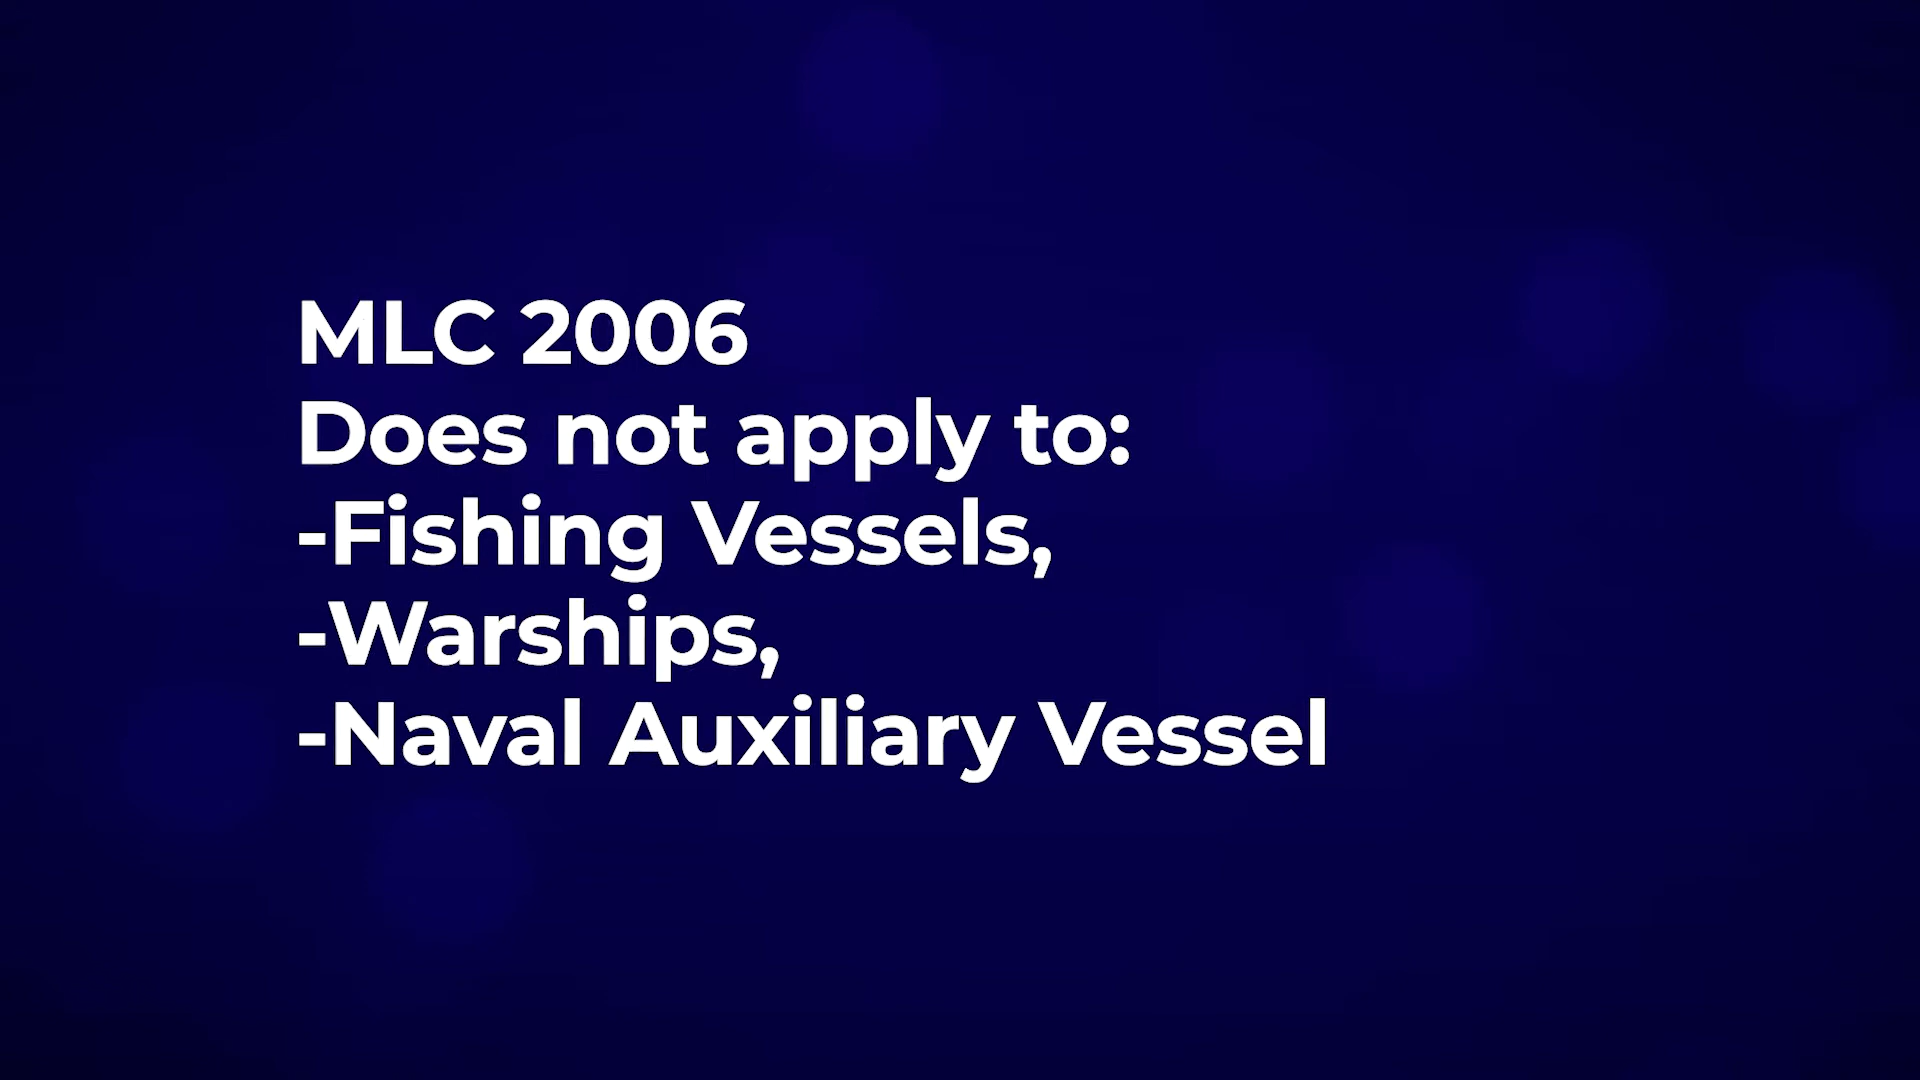 MLC 2006
Does not apply to:
-Fishing Vessels,
-Warships,
-Naval Auxiliary Vessel